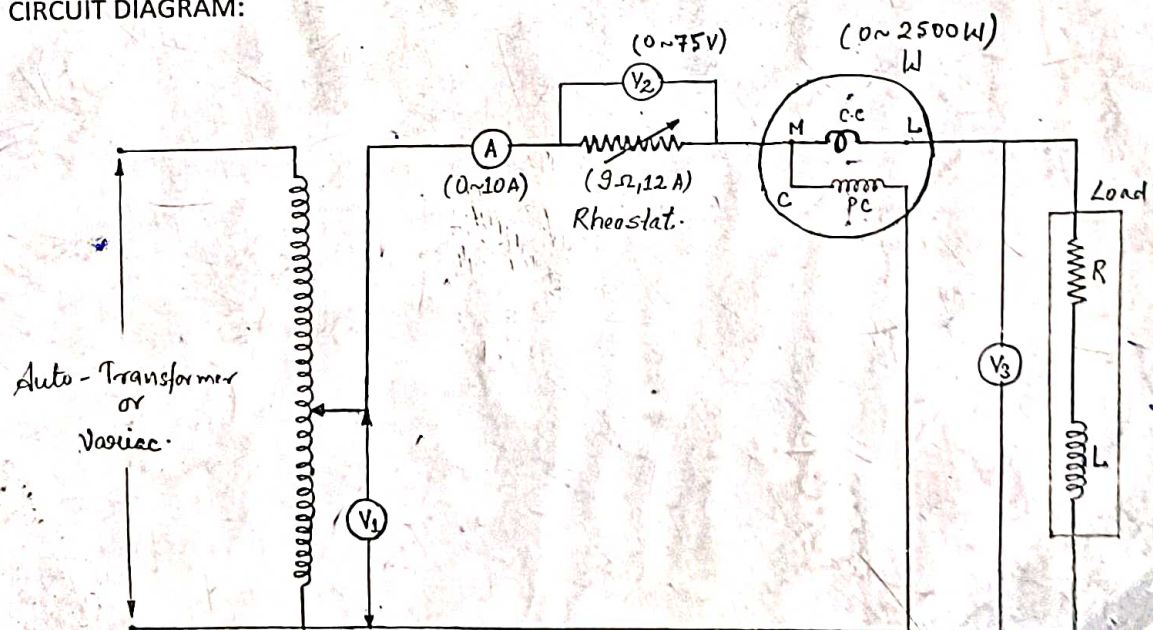 CIRCUIT DIAGRAM:
(0~75V)
V2
(0~2500W)
W
A
(0~10A)
(9Ω, 12A)
Rheostat.
M
C.C
L
C
PC
Load
R
L
V3
Auto-Transformer
or
Variac.
V1